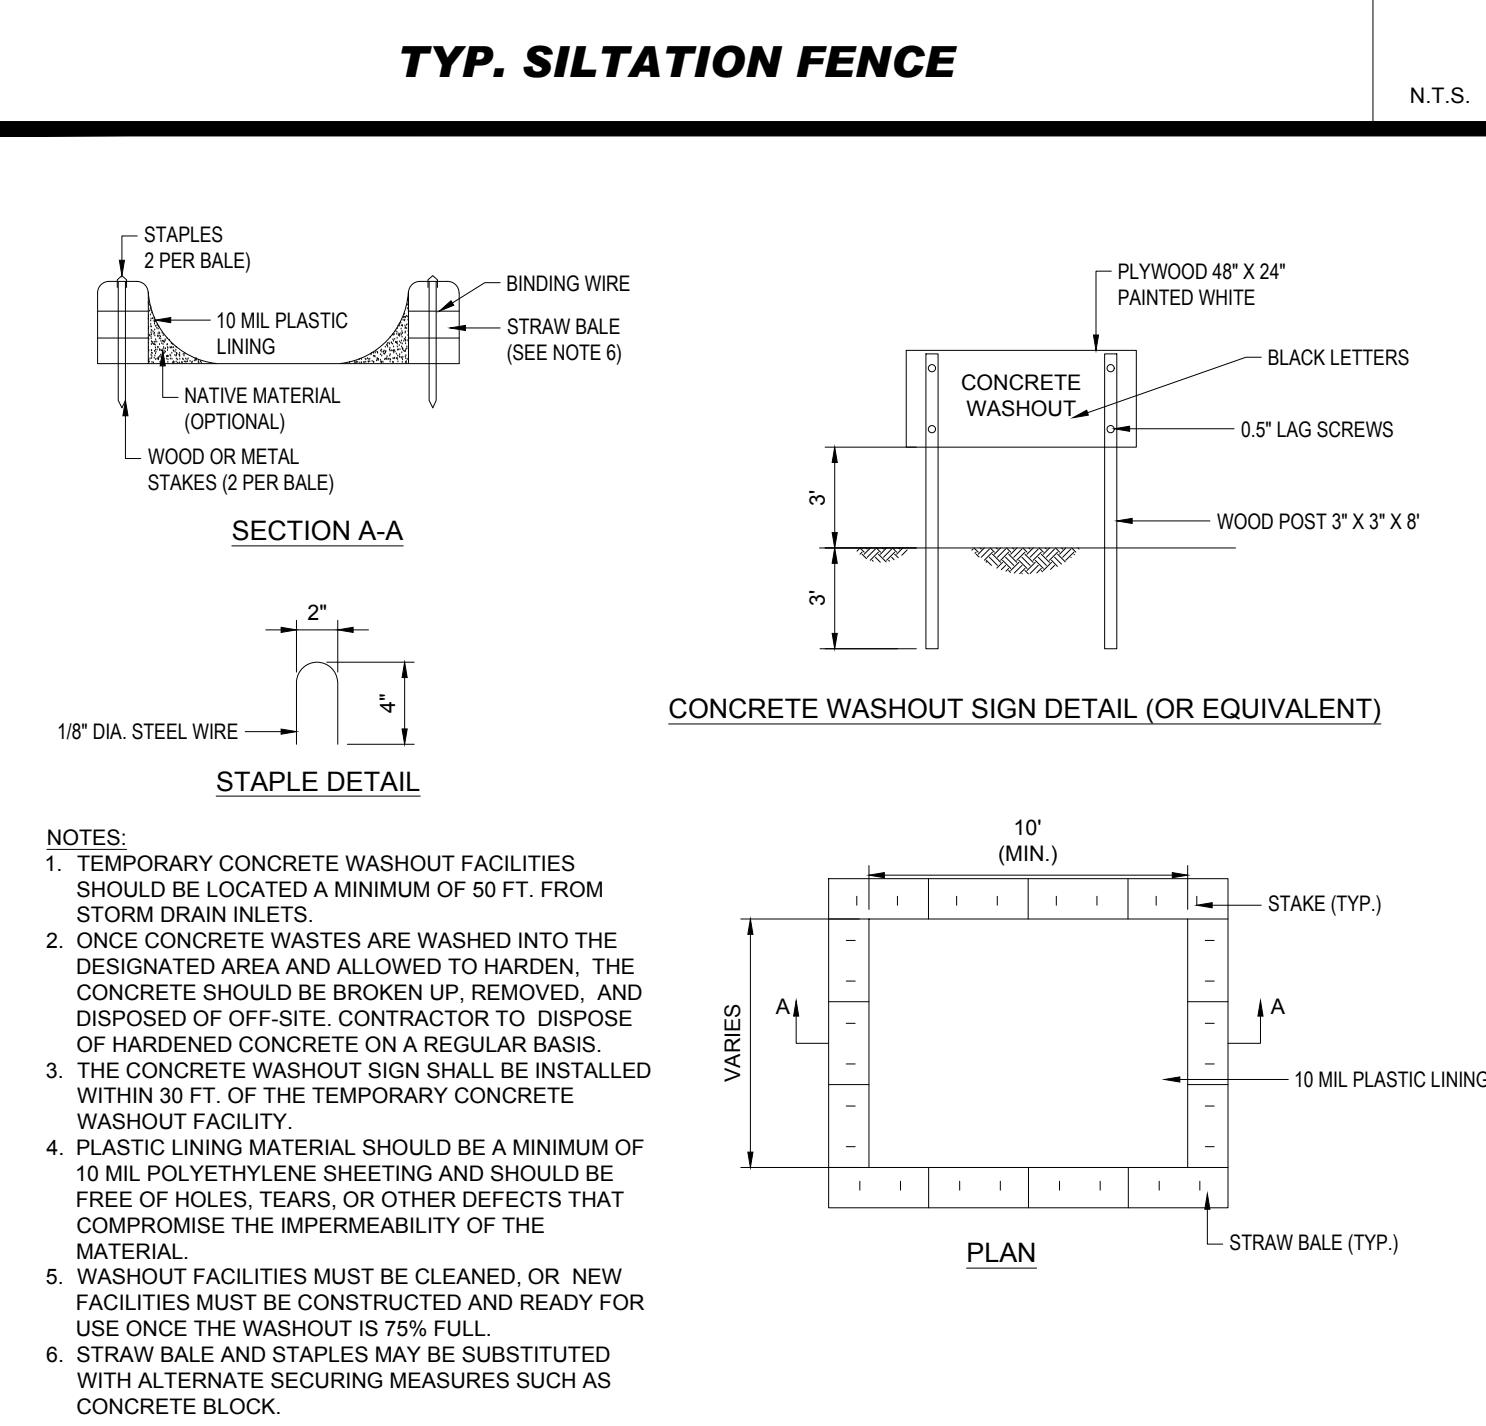 TYP. SILTATION FENCE
N.T.S.
STAPLES
2 PER BALE)
BINDING WIRE
10 MIL PLASTIC
LINING
STRAW BALE
(SEE NOTE 6)
NATIVE MATERIAL
(OPTIONAL)
WOOD OR METAL
STAKES (2 PER BALE)
SECTION A-A
2"
4"
1/8" DIA. STEEL WIRE
STAPLE DETAIL
PLYWOOD 48" X 24"
PAINTED WHITE
BLACK LETTERS
CONCRETE
WASHOUT
0.5" LAG SCREWS
3'
WOOD POST 3" X 3" X 8'
3'
CONCRETE WASHOUT SIGN DETAIL (OR EQUIVALENT)
NOTES:
1. TEMPORARY CONCRETE WASHOUT FACILITIES
SHOULD BE LOCATED A MINIMUM OF 50 FT. FROM
STORM DRAIN INLETS.
2. ONCE CONCRETE WASTES ARE WASHED INTO THE
DESIGNATED AREA AND ALLOWED TO HARDEN, THE
CONCRETE SHOULD BE BROKEN UP, REMOVED, AND
DISPOSED OF OFF-SITE. CONTRACTOR TO DISPOSE
OF HARDENED CONCRETE ON A REGULAR BASIS.
3. THE CONCRETE WASHOUT SIGN SHALL BE INSTALLED
WITHIN 30 FT. OF THE TEMPORARY CONCRETE
WASHOUT FACILITY.
4. PLASTIC LINING MATERIAL SHOULD BE A MINIMUM OF
10 MIL POLYETHYLENE SHEETING AND SHOULD BE
FREE OF HOLES, TEARS, OR OTHER DEFECTS THAT
COMPROMISE THE IMPERMEABILITY OF THE
MATERIAL.
5. WASHOUT FACILITIES MUST BE CLEANED, OR NEW
FACILITIES MUST BE CONSTRUCTED AND READY FOR
USE ONCE THE WASHOUT IS 75% FULL.
6. STRAW BALE AND STAPLES MAY BE SUBSTITUTED
WITH ALTERNATE SECURING MEASURES SUCH AS
CONCRETE BLOCK.
10'
(MIN.)
STAKE (TYP.)
VARIES
A
A
10 MIL PLASTIC LINING
STRAW BALE (TYP.)
PLAN